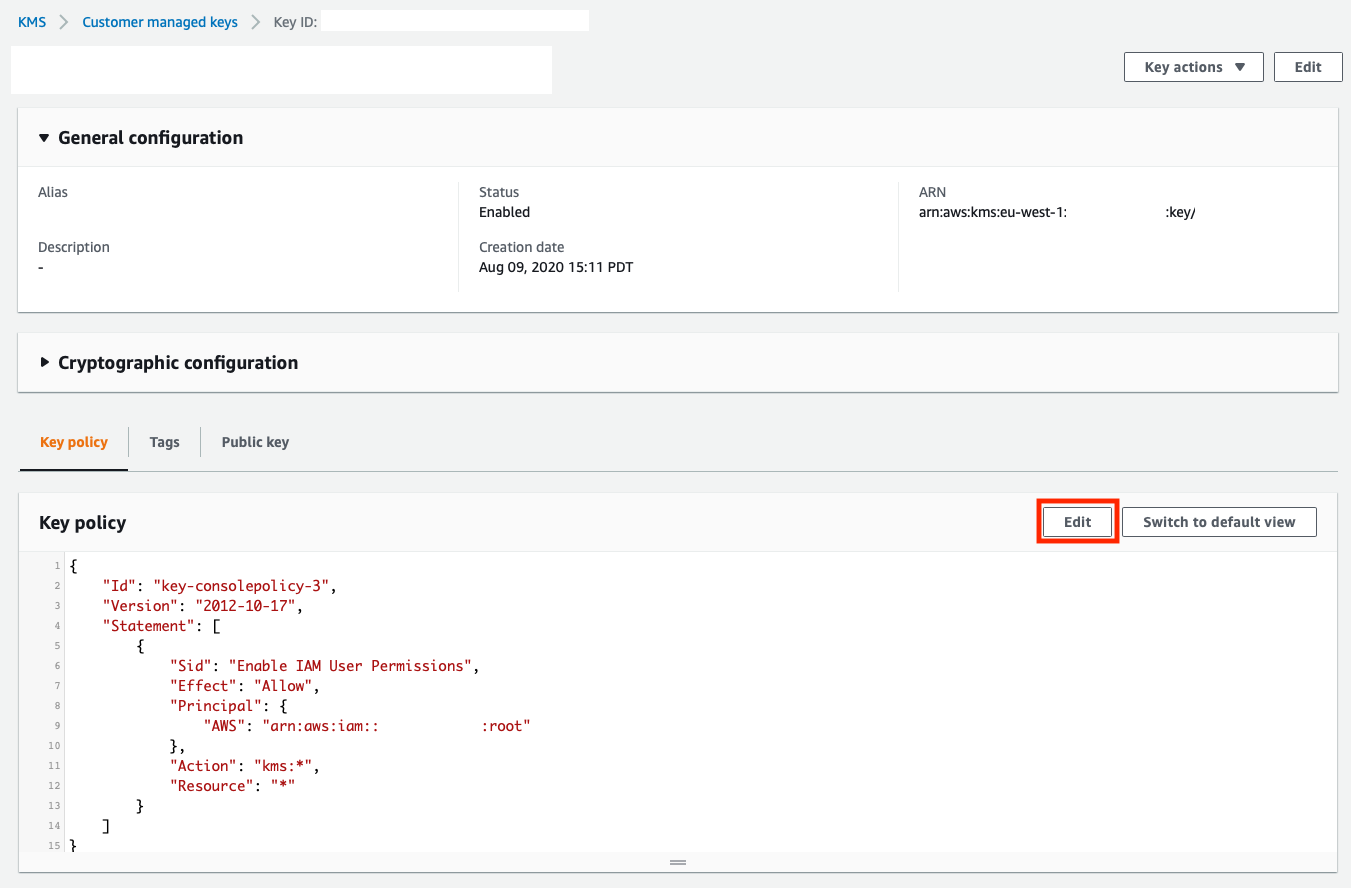 KMS > Customer managed keys > Key ID:
Key actions ▼ Edit
General configuration
Alias
Status
Enabled
ARN
arn:aws:kms:eu-west-1: :key/
Description
-
Creation date
Aug 09, 2020 15:11 PDT
Cryptographic configuration
Key policy Tags Public key
Key policy Edit Switch to default view
1 {
2 "Id": "key-consolepolicy-3",
3 "Version": "2012-10-17",
4 "Statement": [
5 {
6 "Sid": "Enable IAM User Permissions",
7 "Effect": "Allow",
8 "Principal": {
9 "AWS": "arn:aws:iam:: :root"
10 },
11 "Action": "kms:*",
12 "Resource": "*"
13 }
14 ]
15 }